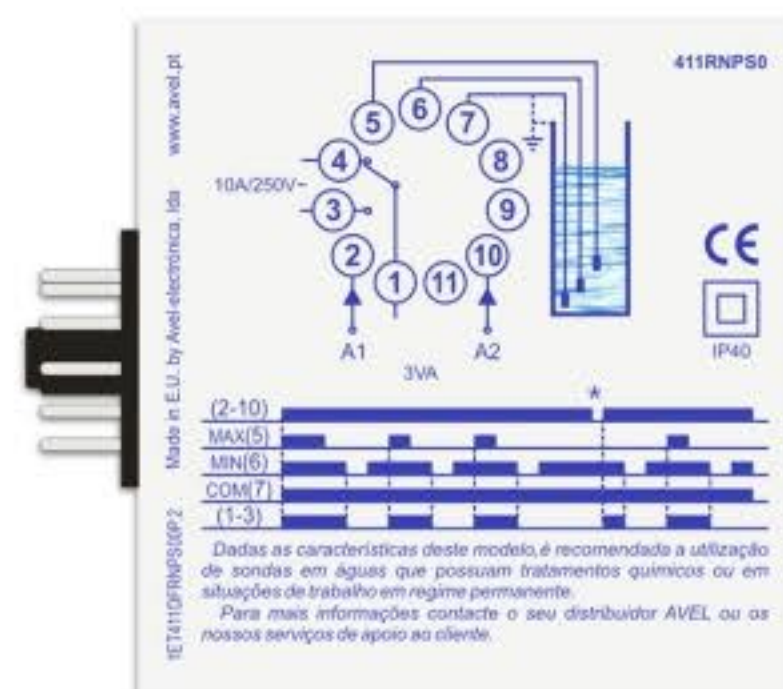 411RNPS0
www.avel.pt
Made in E.U. by Avel-electrónica, lda
1ET411DFRNPS00P.2
5
6
7
4
8
10A/250V~
3
9
2
10
1
11
A1
A2
3VA
CE
IP40
*
(2-10)
MAX(5)
MIN(6)
COM(7)
(1-3)
Dadas as características deste modelo, é recomendada a utilização
de sondas em águas que possuam tratamentos químicos ou em
situações de trabalho em regime permanente.
Para mais informações contacte o seu distribuidor AVEL ou os
nossos serviços de apoio ao cliente.